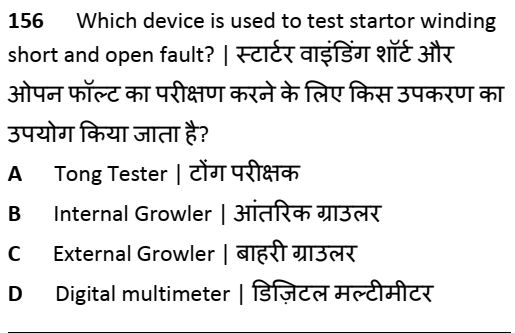 156 Which device is used to test startor winding
short and open fault? | स्टार्टर वाइंडिंग शॉर्ट और
ओपन फॉल्ट का परीक्षण करने के लिए किस उपकरण का
उपयोग किया जाता है?
A Tong Tester | टोंग परीक्षक
B Internal Growler | आंतरिक ग्राउलर
C External Growler | बाहरी ग्राउलर
D Digital multimeter | डिज़िटल मल्टीमीटर